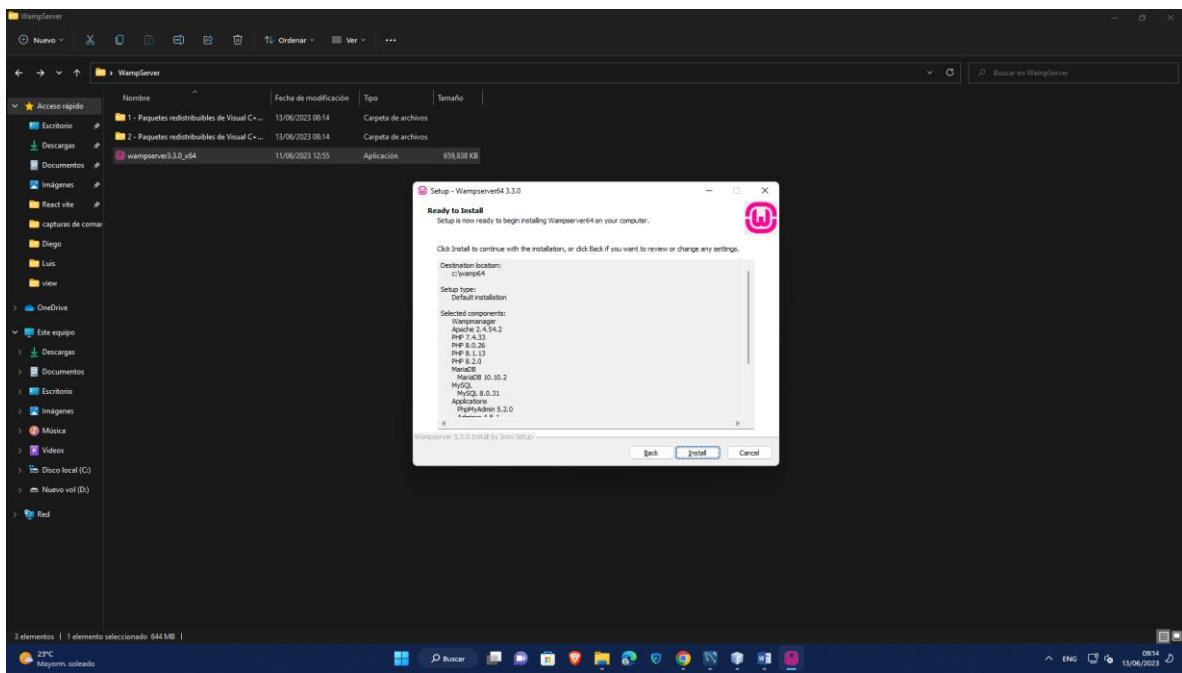 WampServer
Nuevo
Ordenar
Ver
WampServer
Buscar en WampServer
Nombre
Fecha de modificación
Tipo
Tamaño
1 - Paquetes redistribuibles de Visual C+...
13/06/2023 08:14
Carpeta de archivos
2 - Paquetes redistribuibles de Visual C+...
13/06/2023 08:14
Carpeta de archivos
wampserver3.3.0_x64
11/06/2023 12:55
Aplicación
659,838 KB
Acceso rápido
Escritorio
Descargas
Documentos
Imágenes
React vite
capturas de comar
Diego
Luis
view
OneDrive
Este equipo
Descargas
Documentos
Escritorio
Imágenes
Música
Videos
Disco local (C:)
Nuevo vol (D:)
Red
Setup - Wampserver64 3.3.0
Ready to Install
Setup is now ready to begin installing Wampserver64 on your computer.
Click Install to continue with the installation, or click Back if you want to review or change any settings.
Destination location:
c:\wamp64
Setup type:
Default installation
Selected components:
Wampmanager
Apache 2.4.54.2
PHP 7.4.33
PHP 8.0.26
PHP 8.1.13
PHP 8.2.0
MariaDB
MariaDB 10.10.2
MySQL
MySQL 8.0.31
Applications
PhpMyAdmin 5.2.0
Wampserver 3.3.0 Install by Inno Setup
Back
Install
Cancel
3 elementos
1 elemento seleccionado 644 MB
23°C
Mayorm. soleado
Buscar
ENG
09:14
13/06/2023